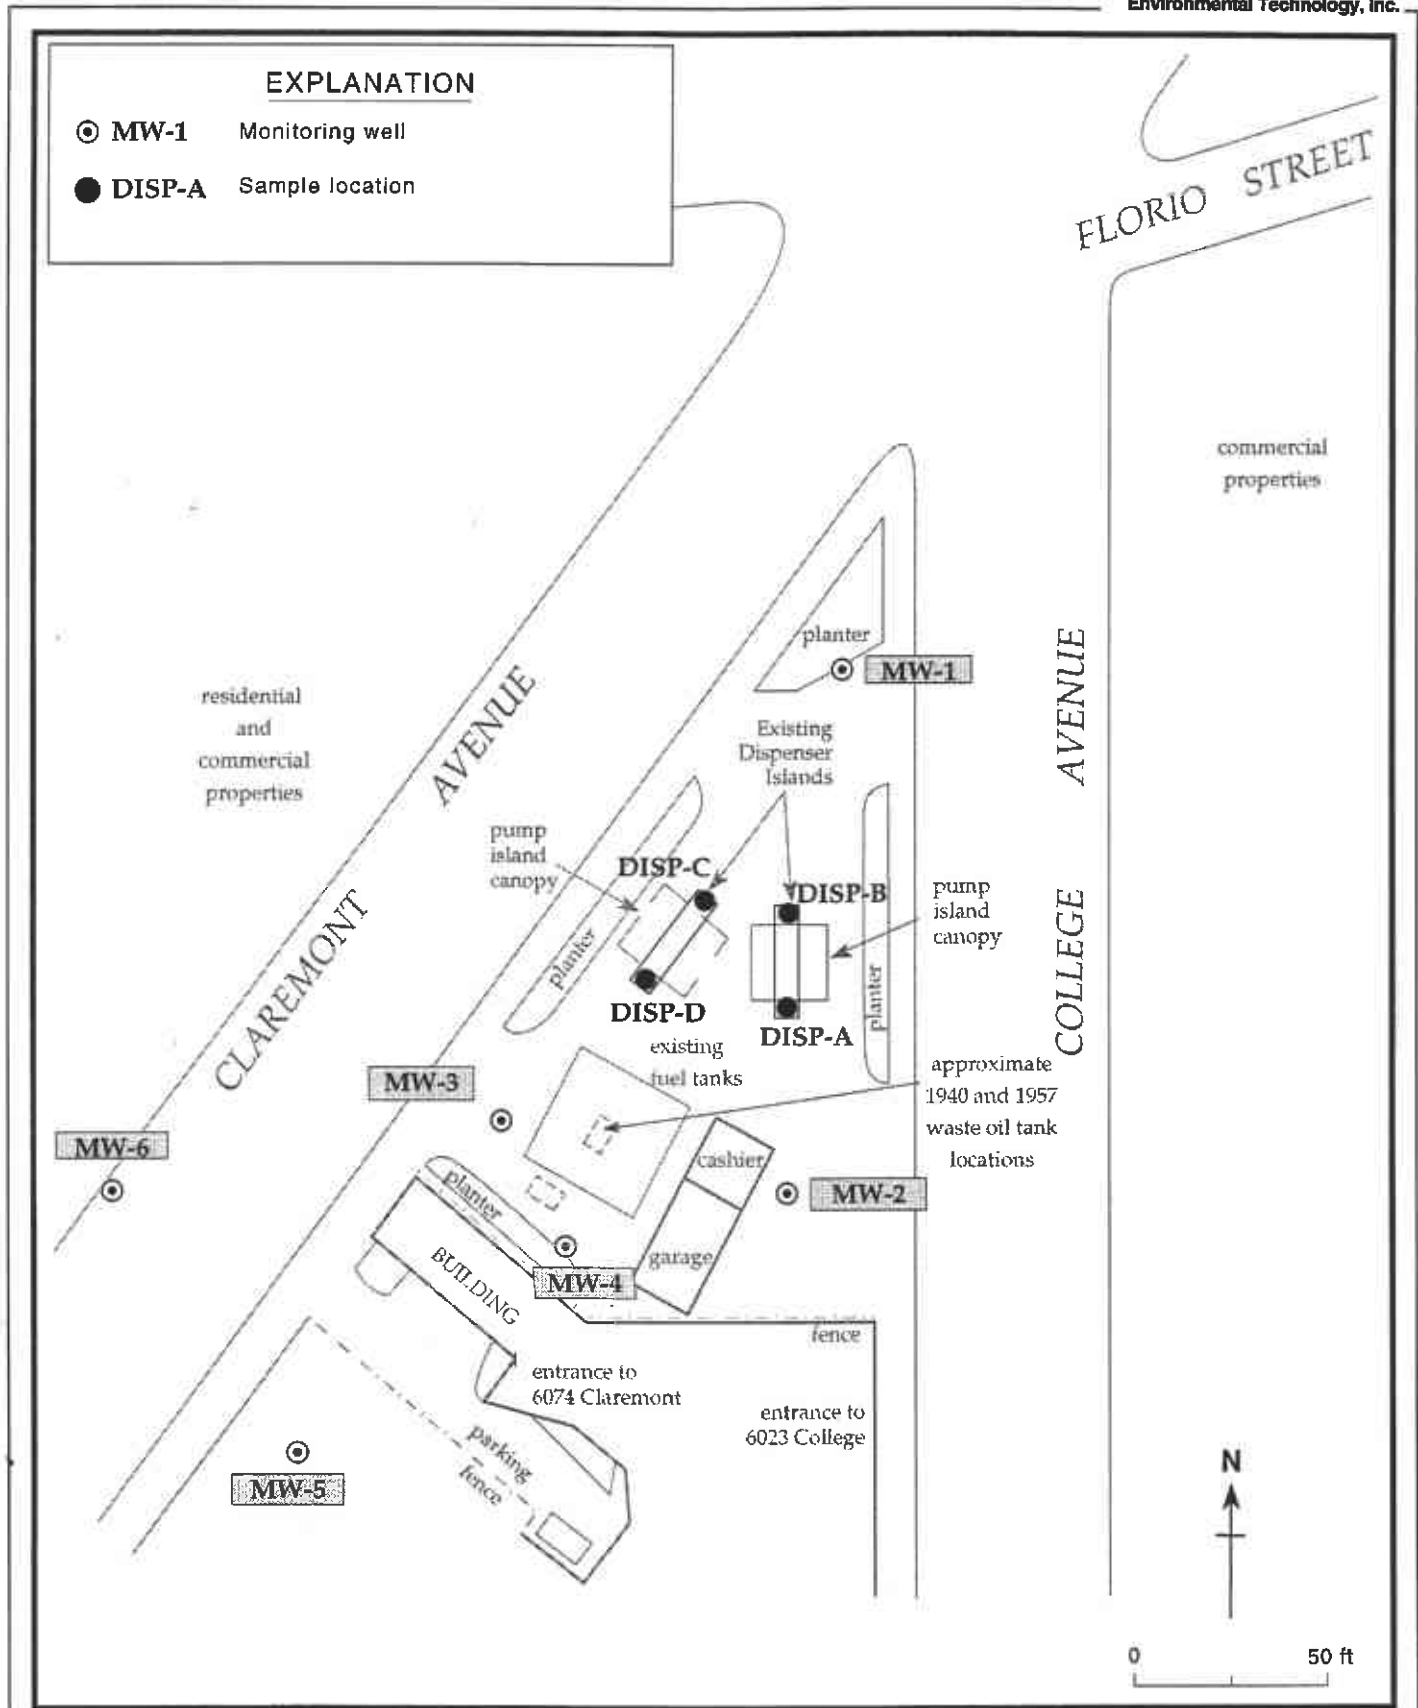 Environmental Technology, Inc.
EXPLANATION
MW-1 Monitoring well
DISP-A Sample location
FLORIO STREET
commercial
properties
planter
MW-1
residential
and
commercial
properties
CLAREMONT AVENUE
COLLEGE AVENUE
Existing
Dispenser
Islands
pump
island
canopy
DISP-C
DISP-B
pump
island
canopy
planter
planter
DISP-D
DISP-A
existing
fuel tanks
approximate
1940 and 1957
waste oil tank
locations
MW-3
MW-6
cashier
MW-2
planter
garage
MW-4
BUILDING
fence
entrance to
6074 Claremont
entrance to
6023 College
parking
fence
MW-5
N
0 50 ft